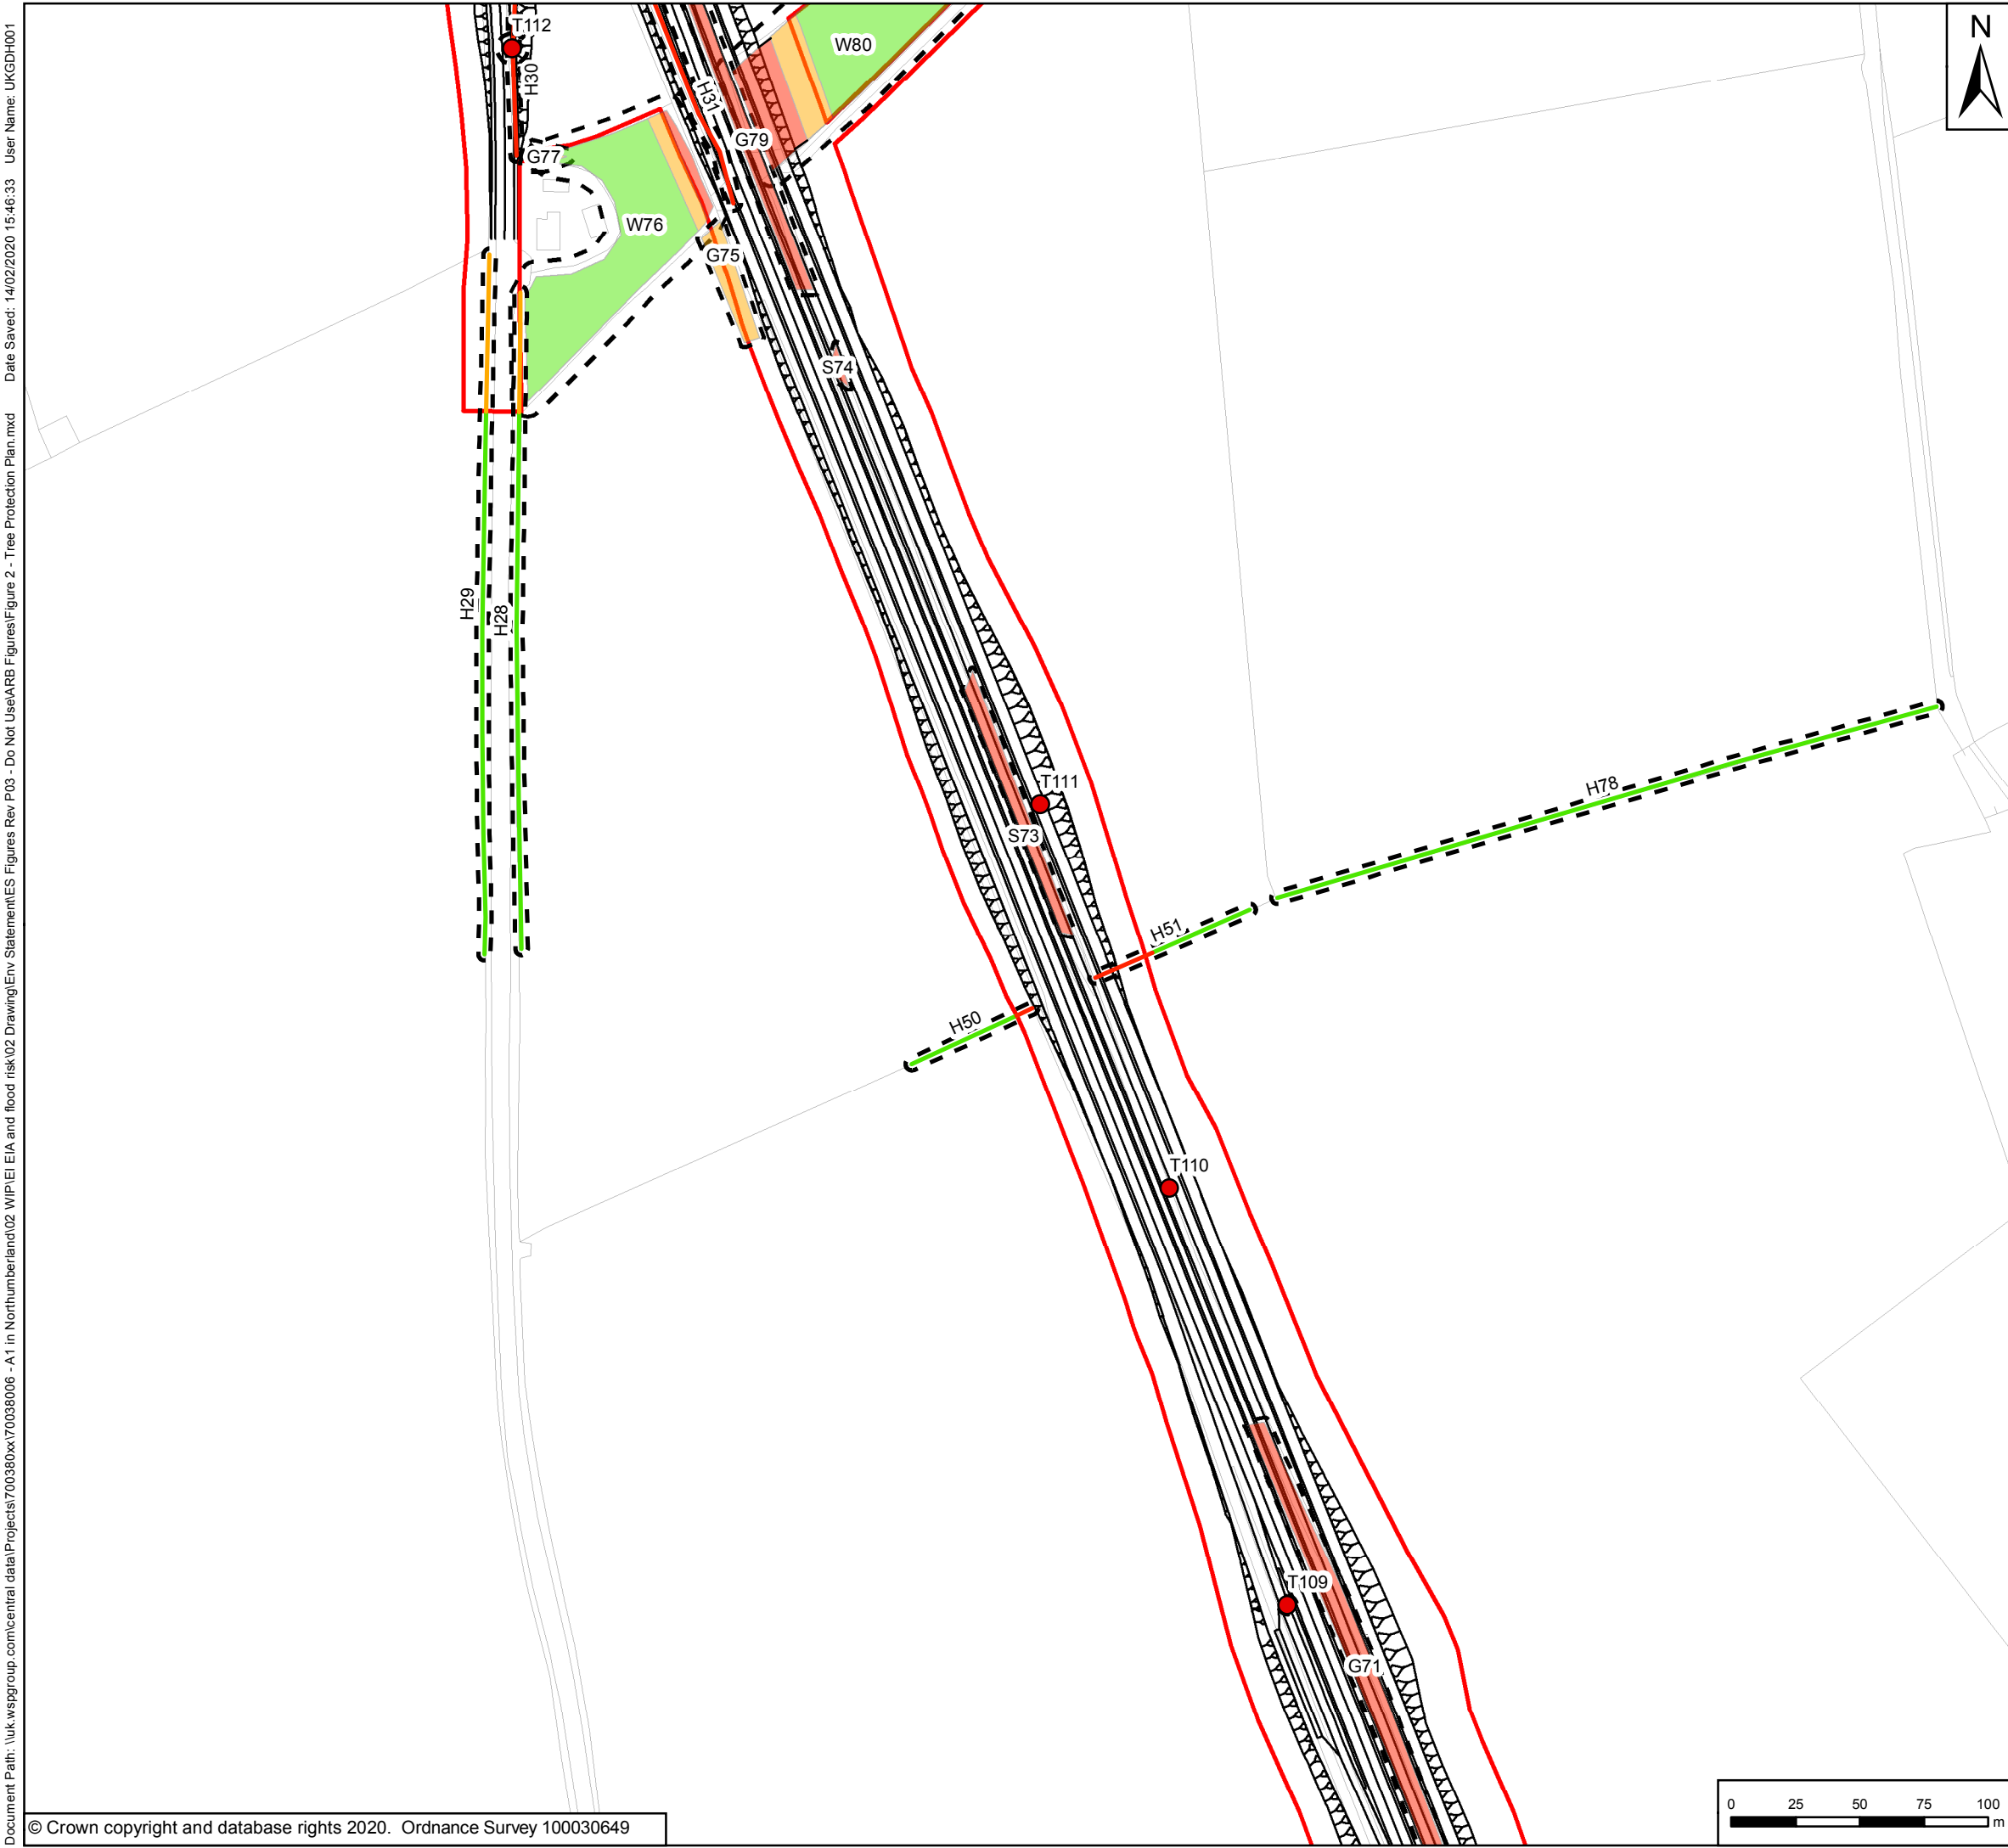 Document Path: \\uk.wspgroup.com\central data\Projects\700380xx\70038006 - A1 in Northumberland\02 WIP\EI EIA and flood risk\02 Drawing\Env Statement\ES Figures Rev P03 - Do Not Use\ARB Figures\Figure 2 - Tree Protection Plan.mxd Date Saved: 14/02/2020 15:46:33 User Name: UKGDH001
T112
W80
N
H30
H31
G79
G77
W76
G75
S74
H29
H28
T111
H78
S73
H51
H50
T110
T109
G71
0 25 50 75 100
m
© Crown copyright and database rights 2020. Ordnance Survey 100030649